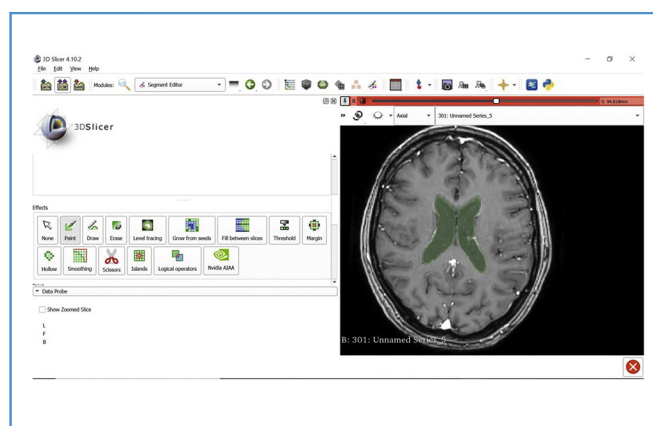 3D Slicer 4.10.2
File Edit View Help
Modules: Segment Editor
3DSlicer
S: 94.818mm
Axial 301: Unnamed Series_5
Effects
None Paint Draw Erase Level tracing Grow from seeds Fill between slices Threshold Margin
Hollow Smoothing Scissors Islands Logical operators Nvidia AIAA
Data Probe
Show Zoomed Slice
L
F
B
B: 301: Unnamed Series_5